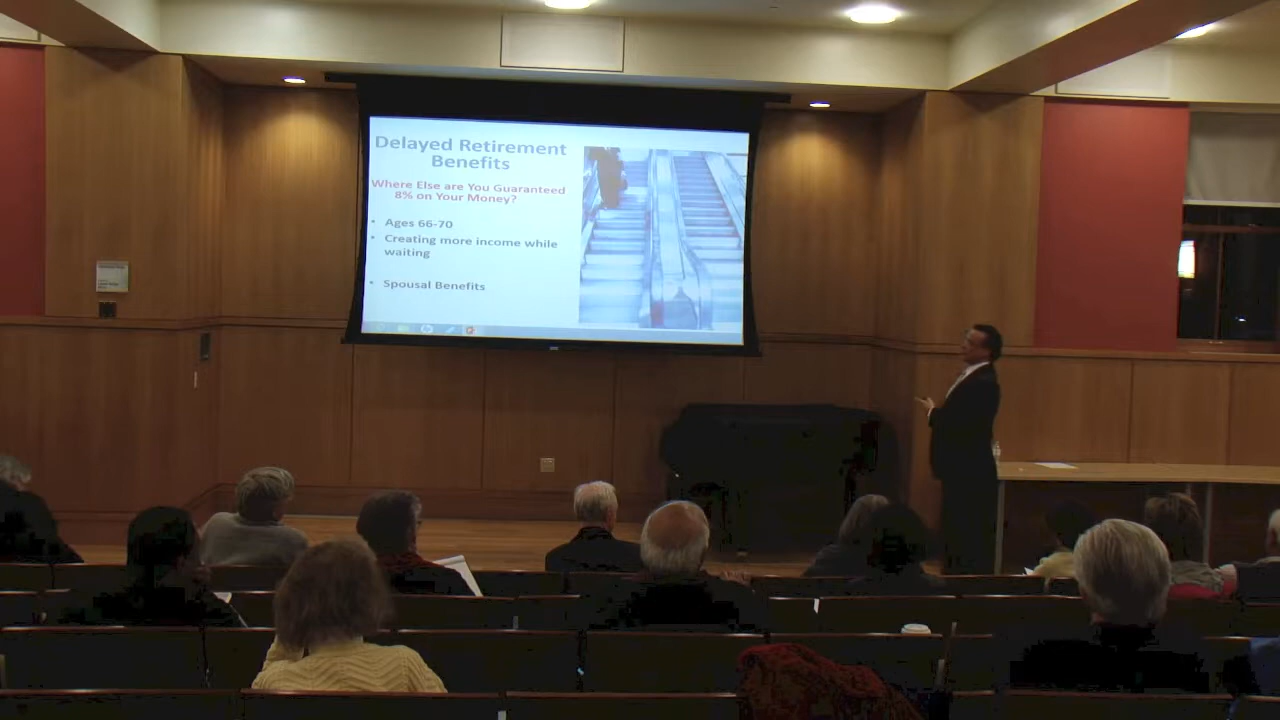 Delayed Retirement
Benefits
Where Else are You Guaranteed
8% on Your Money?
• Ages 66-70
• Creating more income while
waiting
• Spousal Benefits